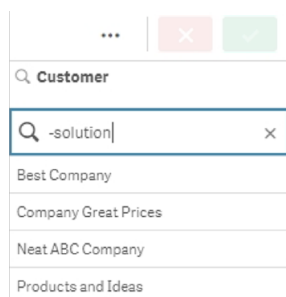 ...
Customer
-solution
Best Company
Company Great Prices
Neat ABC Company
Products and Ideas